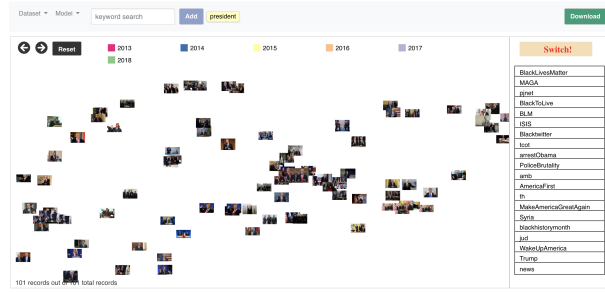 Dataset Model keyword search Add president Download
Reset 2013 2014 2015 2016 2017
2018
Switch!
BlackLivesMatter
MAGA
pjnet
BlackToLive
BLM
ISIS
Blacktwitter
tcot
arrestObama
PoliceBrutality
amb
AmericaFirst
th
MakeAmericaGreatAgain
Syria
blackhistorymonth
jud
WakeUpAmerica
Trump
news
101 records out of 101 total records